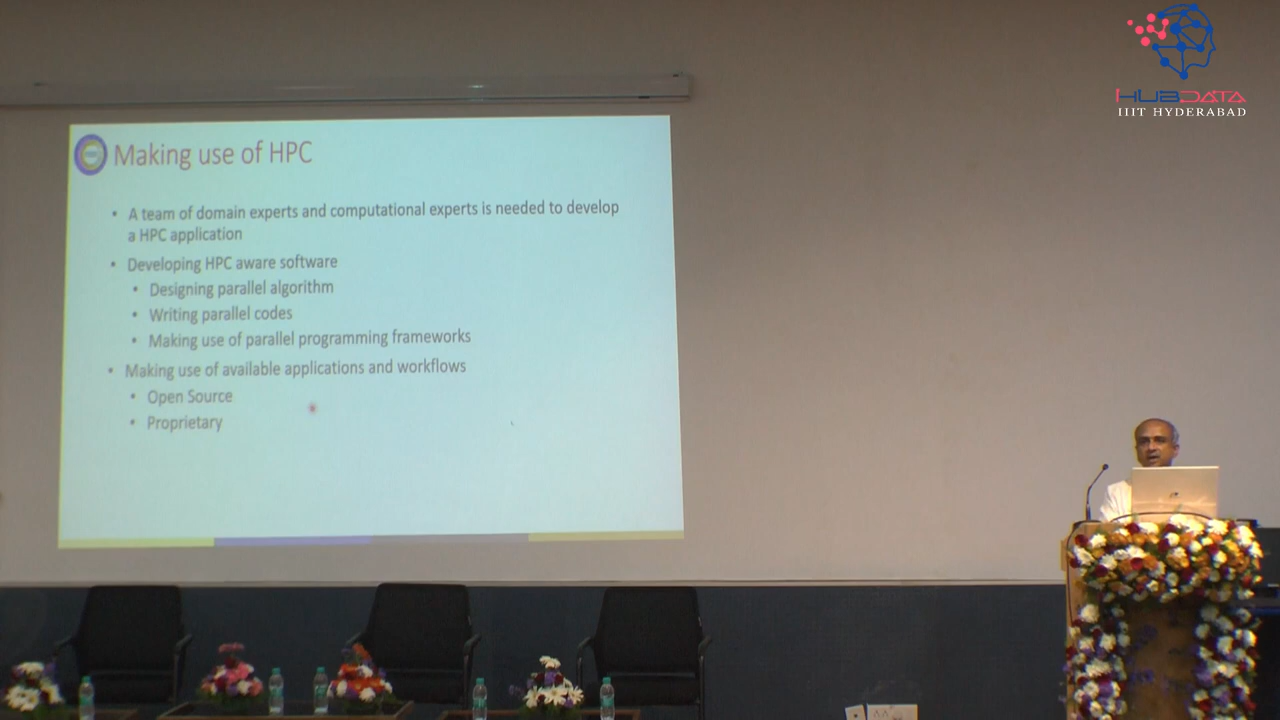 IHUBDATA
IIIT HYDERABAD
Making use of HPC
• A team of domain experts and computational experts is needed to develop
a HPC application
• Developing HPC aware software
• Designing parallel algorithm
• Writing parallel codes
• Making use of parallel programming frameworks
• Making use of available applications and workflows
• Open Source
• Proprietary